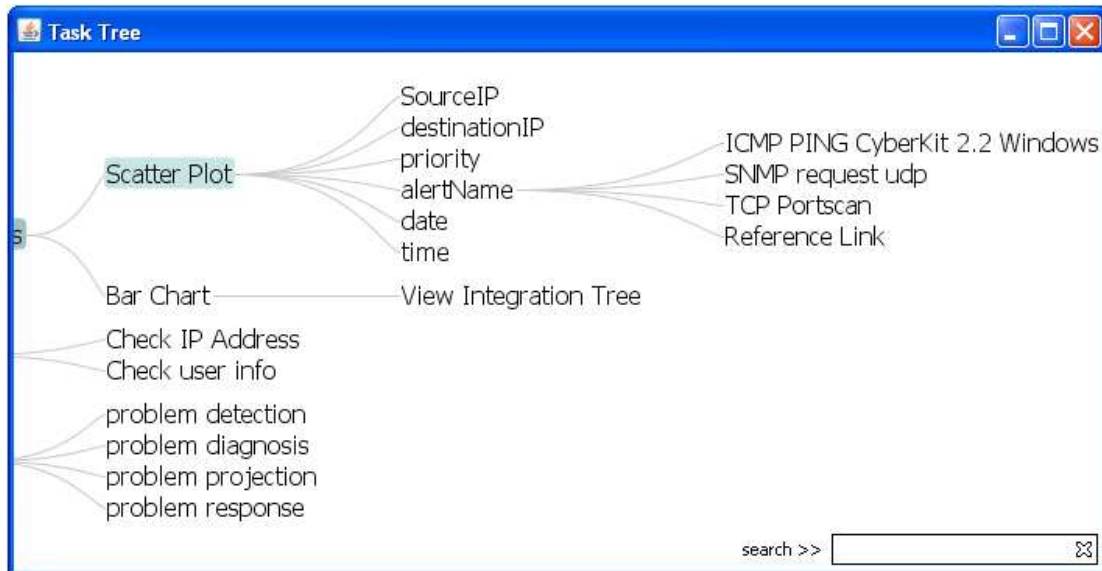 Task Tree
SourceIP
destinationIP
priority
alertName
date
time
ICMP PING CyberKit 2.2 Windows
SNMP request udp
TCP Portscan
Reference Link
Scatter Plot
s
Bar Chart
View Integration Tree
Check IP Address
Check user info
problem detection
problem diagnosis
problem projection
problem response
search >>